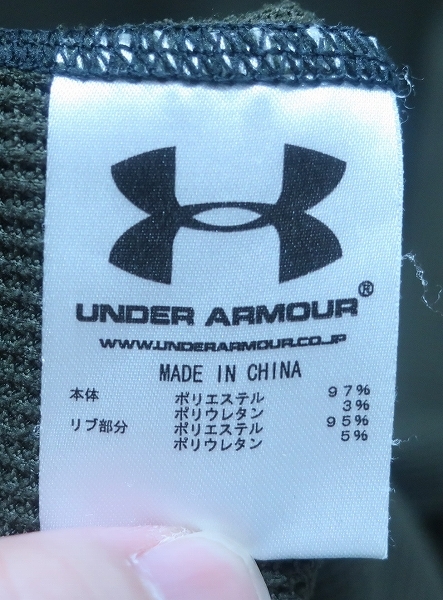 UNDER ARMOUR®
WWW.UNDERARMOUR.CO.JP
MADE IN CHINA
本体 ポリエステル 97%
ポリウレタン 3%
リブ部分 ポリエステル 95%
ポリウレタン 5%